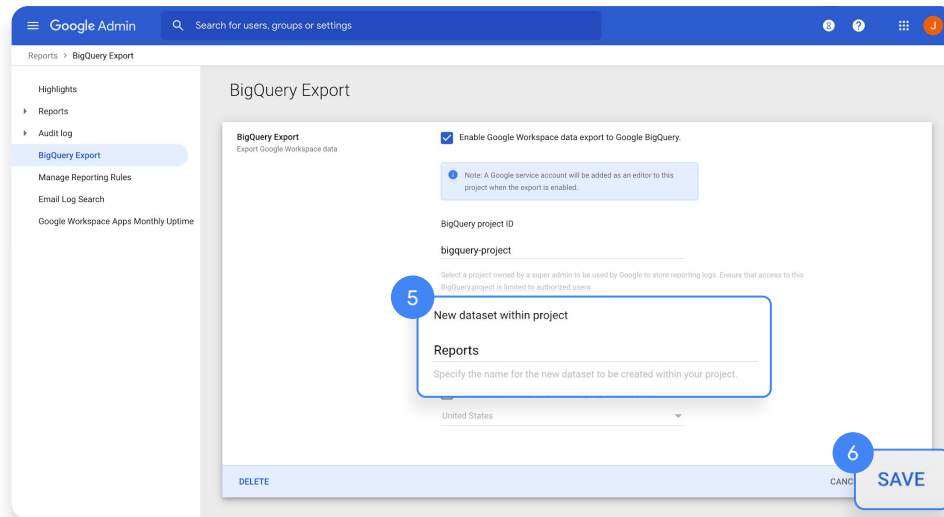 Google Admin
Search for users, groups or settings
8
?
J
Reports > BigQuery Export
Highlights
Reports
Audit log
BigQuery Export
Manage Reporting Rules
Email Log Search
Google Workspace Apps Monthly Uptime
BigQuery Export
BigQuery Export
Export Google Workspace data
Enable Google Workspace data export to Google BigQuery.
Note: A Google service account will be added as an editor to this
project when the export is enabled.
BigQuery project ID
bigquery-project
Select a project owned by a super admin to be used by Google to store reporting logs. Ensure that access to this
BigQuery project is limited to authorized users.
5
New dataset within project
Reports
Specify the name for the new dataset to be created within your project.
United States
6
DELETE
CANC
SAVE